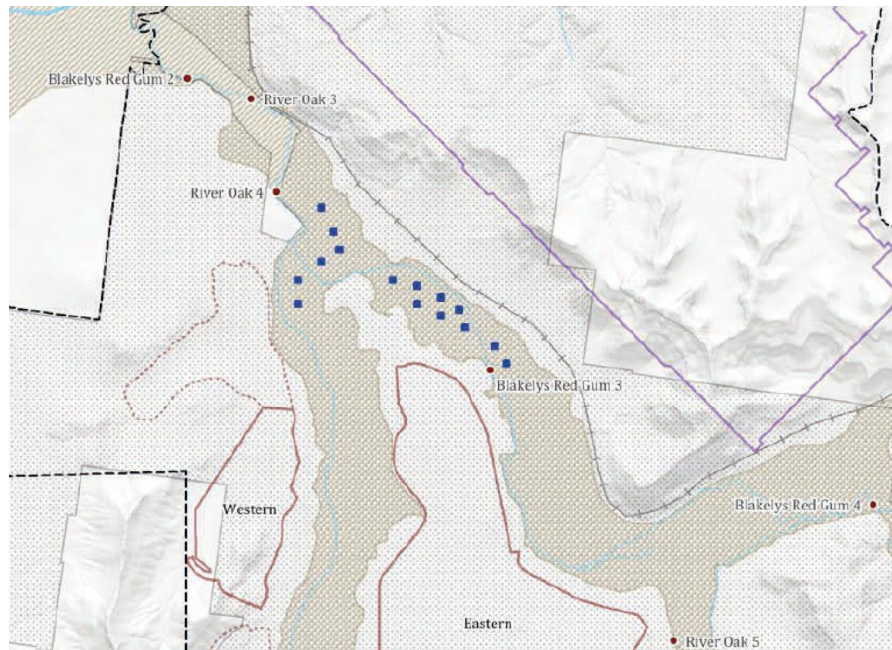 Blakelys Red Gum 2
River Oak 3
River Oak 4
Blakelys Red Gum 3
Western
Blakelys Red Gum 4
Eastern
River Oak 5